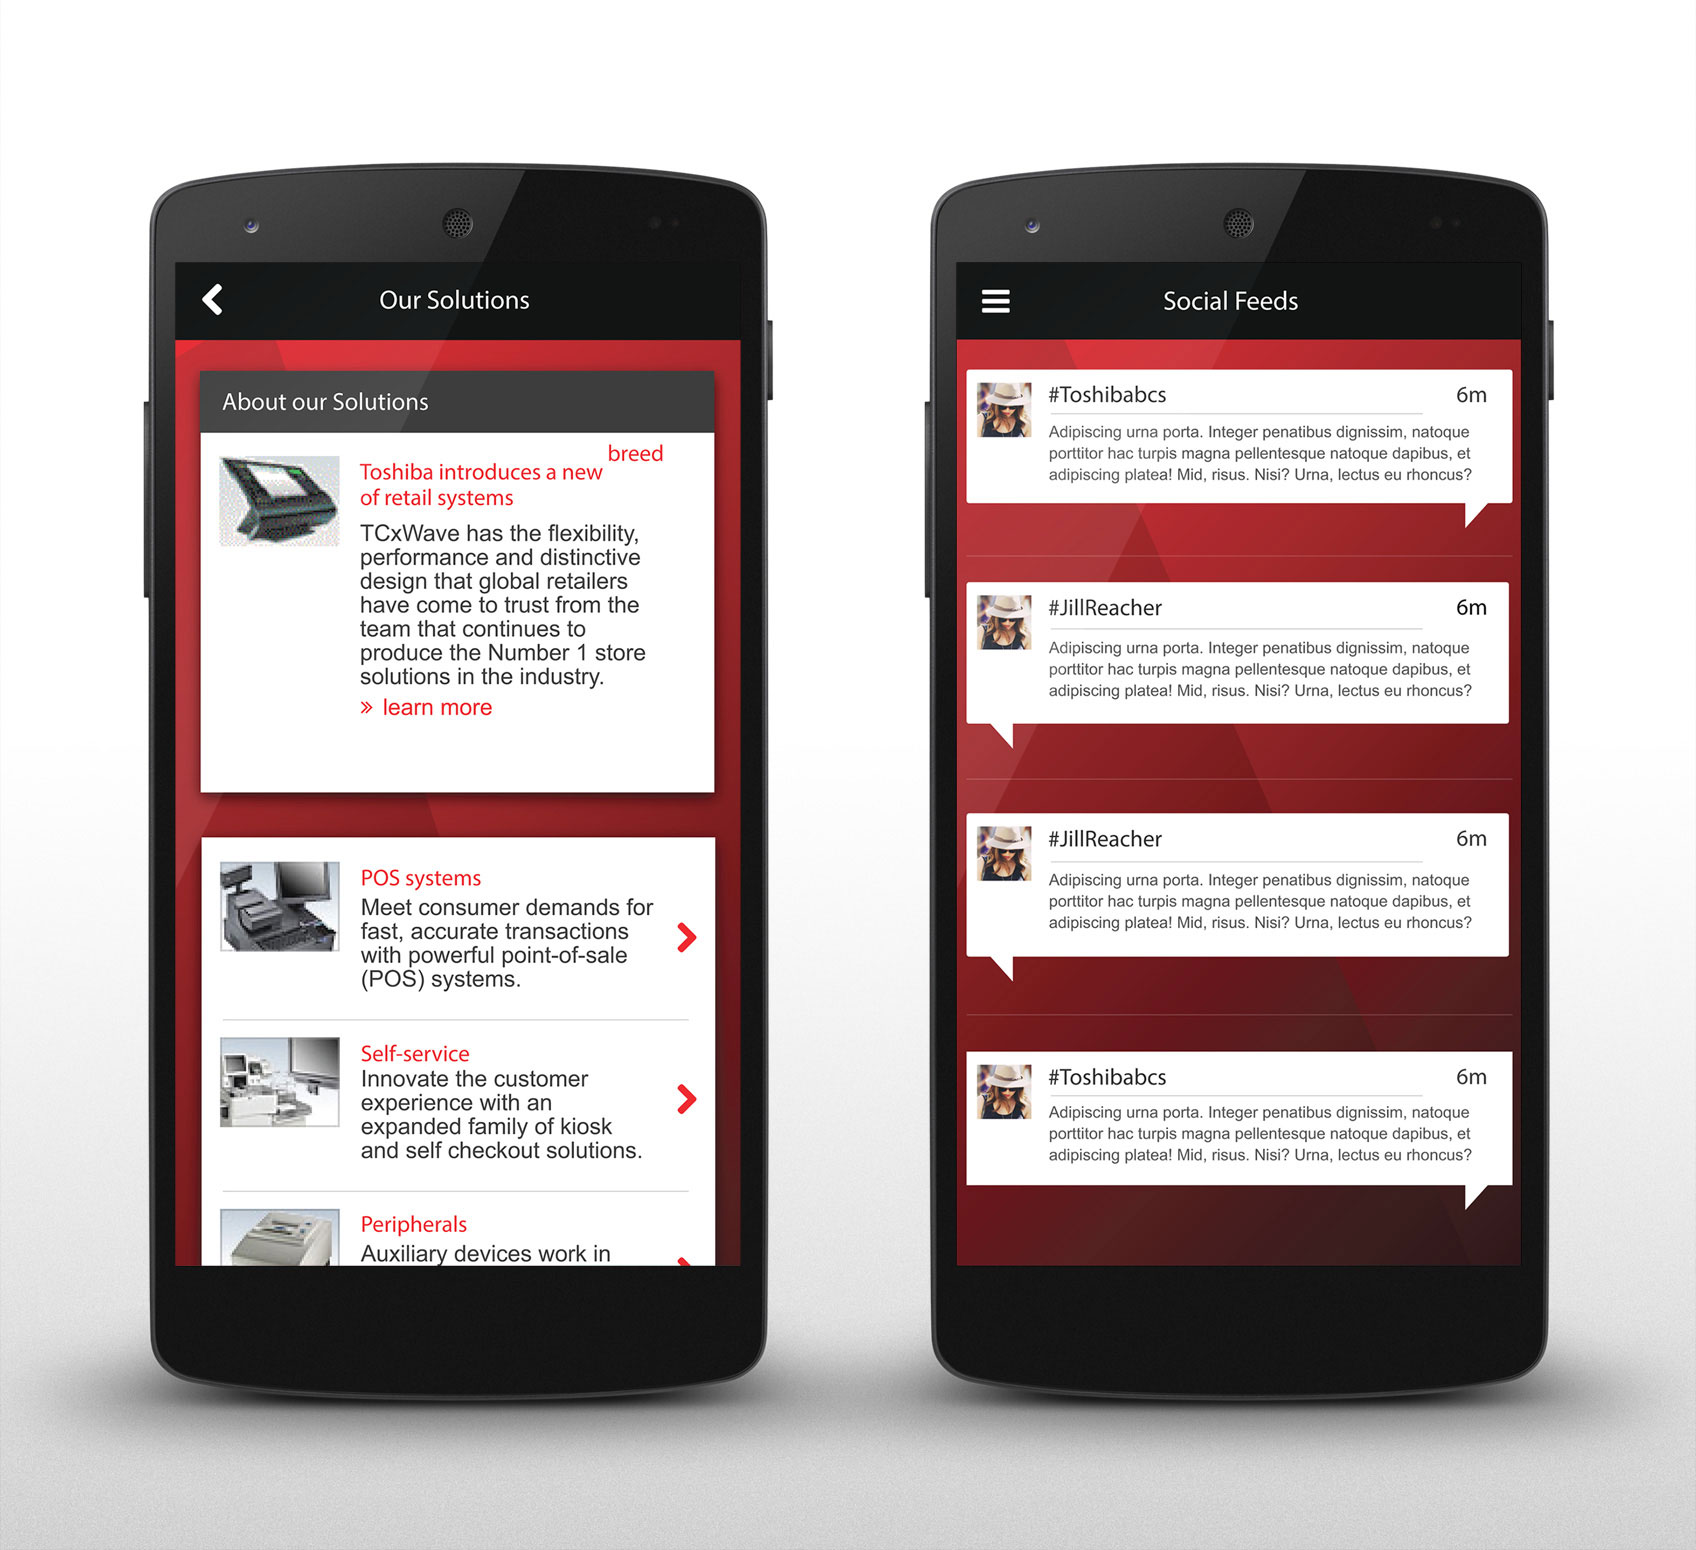 Our Solutions
About our Solutions
breed
Toshiba introduces a new
of retail systems
TCxWave has the flexibility,
performance and distinctive
design that global retailers
have come to trust from the
team that continues to
produce the Number 1 store
solutions in the industry.
» learn more
POS systems
Meet consumer demands for
fast, accurate transactions
with powerful point-of-sale
(POS) systems.
Self-service
Innovate the customer
experience with an
expanded family of kiosk
and self checkout solutions.
Peripherals
Auxiliary devices work in
Social Feeds
#Toshibabcs 6m
Adipiscing urna porta. Integer penatibus dignissim, natoque
porttitor hac turpis magna pellentesque natoque dapibus, et
adipiscing platea! Mid, risus. Nisi? Urna, lectus eu rhoncus?
#JillReacher 6m
Adipiscing urna porta. Integer penatibus dignissim, natoque
porttitor hac turpis magna pellentesque natoque dapibus, et
adipiscing platea! Mid, risus. Nisi? Urna, lectus eu rhoncus?
#JillReacher 6m
Adipiscing urna porta. Integer penatibus dignissim, natoque
porttitor hac turpis magna pellentesque natoque dapibus, et
adipiscing platea! Mid, risus. Nisi? Urna, lectus eu rhoncus?
#Toshibabcs 6m
Adipiscing urna porta. Integer penatibus dignissim, natoque
porttitor hac turpis magna pellentesque natoque dapibus, et
adipiscing platea! Mid, risus. Nisi? Urna, lectus eu rhoncus?